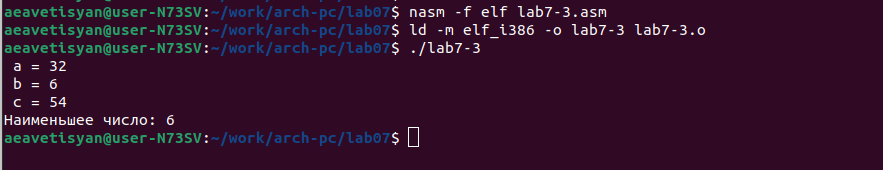 aeavetisyan@user-N73SV:~/work/arch-pc/lab07$ nasm -f elf lab7-3.asm
aeavetisyan@user-N73SV:~/work/arch-pc/lab07$ ld -m elf_i386 -o lab7-3 lab7-3.o
aeavetisyan@user-N73SV:~/work/arch-pc/lab07$ ./lab7-3
a = 32
b = 6
c = 54
Наименьшее число: 6
aeavetisyan@user-N73SV:~/work/arch-pc/lab07$